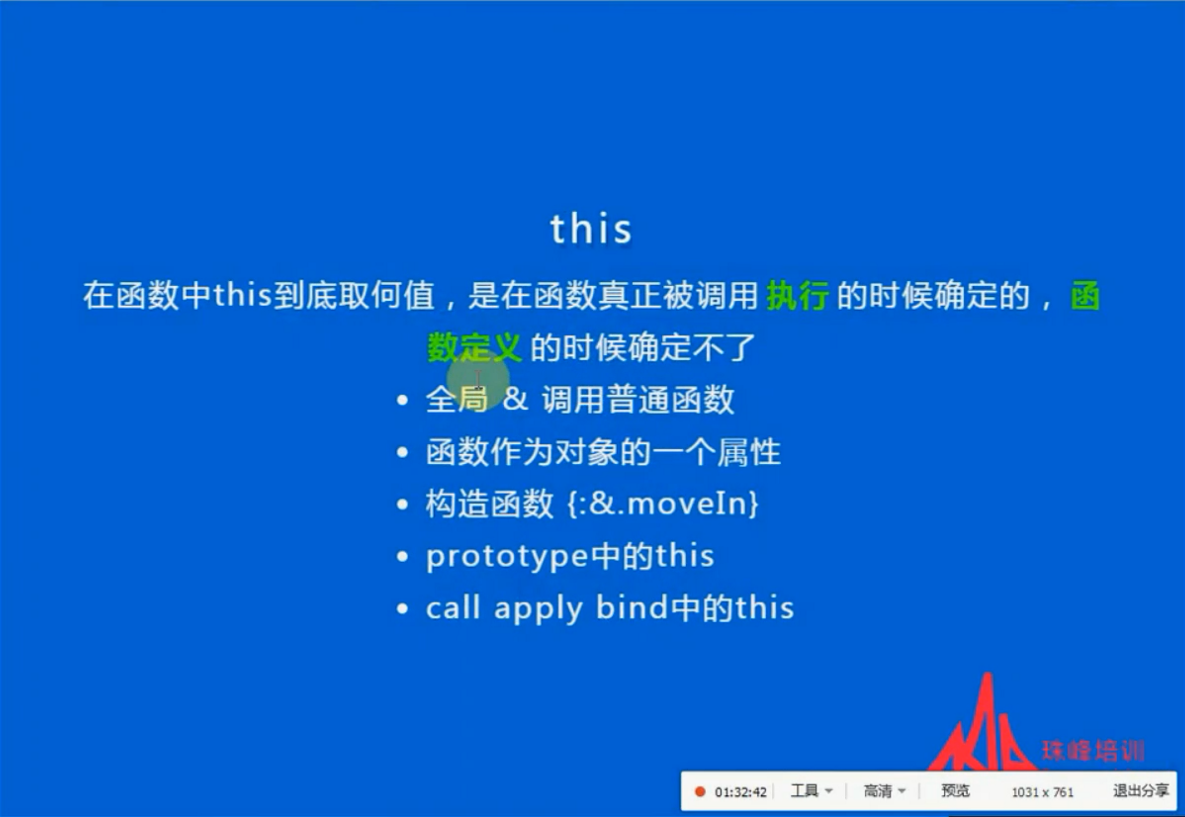 this
在函数中this到底取何值，是在函数真正被调用 执行 的时候确定的，函
数定义 的时候确定不了
• 全局 & 调用普通函数
• 函数作为对象的一个属性
• 构造函数 {:&.moveIn}
• prototype中的this
• call apply bind中的this
珠峰培训
01:32:42 工具 高清 预览 1031 x 761 退出分享